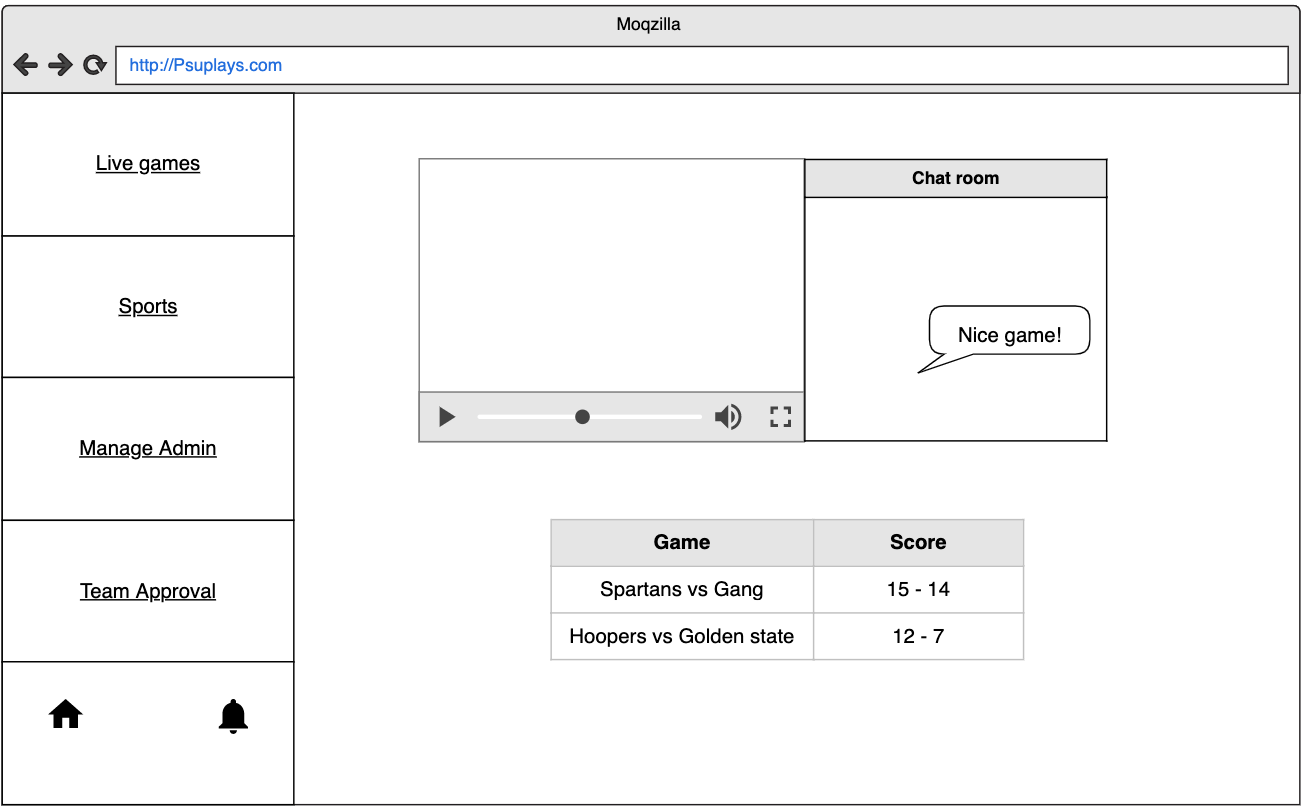 Moqzilla
http://Psuplays.com
Live games
Sports
Manage Admin
Team Approval
Chat room
Nice game!
Game Score
Spartans vs Gang 15 - 14
Hoopers vs Golden state 12 - 7